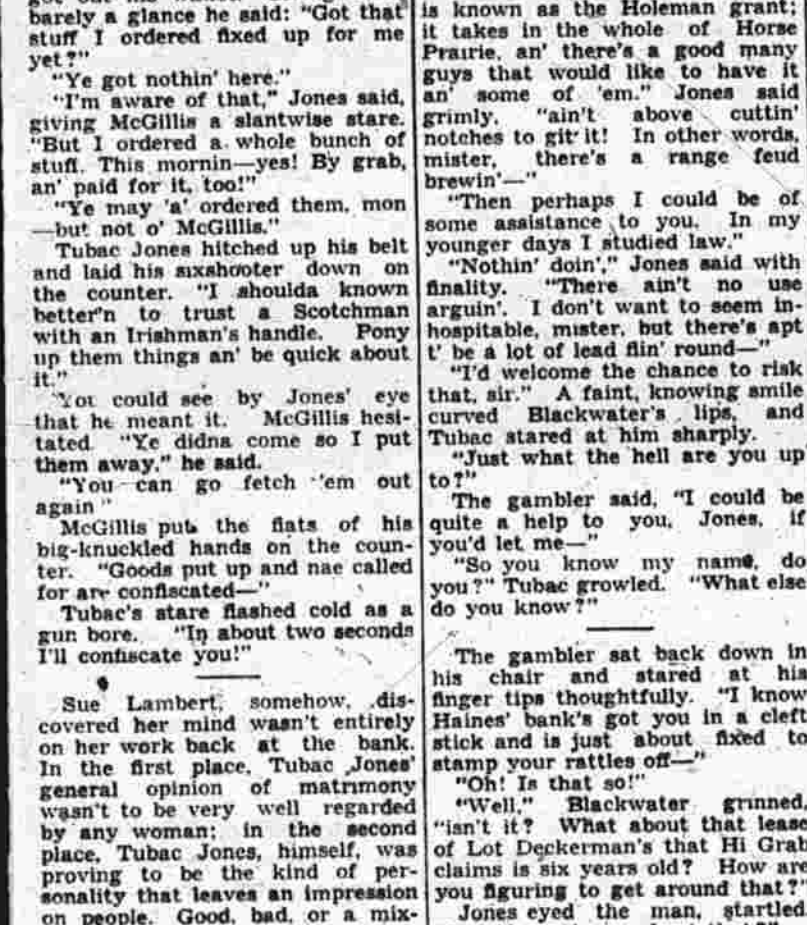 barely a glance he said: "Got that
stuff I ordered fixed up for me
yet?"
"Ye got nothin' here."
"I'm aware of that," Jones said,
giving McGillis a slantwise stare.
"But I ordered a whole bunch of
stuff. This mornin—yes! By grab,
an' paid for it, too!"
"Ye may 'a' ordered them, mon
—but not o' McGillis."
Tubac Jones hitched up his belt
and laid his sixshooter down on
the counter. "I shoulda known
better'n to trust a Scotchman
with an Irishman's handle. Pony
up them things an' be quick about
it."
You could see by Jones' eye
that he meant it. McGillis hesi-
tated. "Ye didna come so I put
them away," he said.
"You can go fetch 'em out
again"
McGillis puts the flats of his
big-knuckled hands on the coun-
ter. "Goods put up and nae called
for are confiscated—"
Tubac's stare flashed cold as a
gun bore. "In about two seconds
I'll confiscate you!"
Sue Lambert, somehow, dis-
covered her mind wasn't entirely
on her work back at the bank.
In the first place, Tubac Jones'
general opinion of matrimony
wasn't to be very well regarded
by any woman; in the second
place, Tubac Jones, himself, was
proving to be the kind of per-
sonality that leaves an impression
on people. Good, bad, or a mix-
is known as the Holeman grant;
it takes in the whole of Horse
Prairie, an' there's a good many
guys that would like to have it
an' some of 'em." Jones said
grimly, "ain't above cuttin'
notches to git it! In other words,
mister, there's a range feud
brewin'—"
"Then perhaps I could be of
some assistance to you. In my
younger days I studied law."
"Nothin' doin'," Jones said with
finality. "There ain't no use
arguin'. I don't want to seem in-
hospitable, mister, but there's apt
t' be a lot of lead flin' round—"
"I'd welcome the chance to risk
that, sir." A faint, knowing smile
curved Blackwater's lips, and
Tubac stared at him sharply.
"Just what the hell are you up
to?"
The gambler said, "I could be
quite a help to you, Jones, if
you'd let me—"
"So you know my name, do
you?" Tubac growled. "What else
do you know?"
The gambler sat back down in
his chair and stared at his
finger tips thoughtfully. "I know
Haines' bank's got you in a cleft
stick and is just about fixed to
stamp your rattles off—"
"Oh! Is that so!"
"Well," Blackwater grinned,
"isn't it? What about that lease
of Lot Deckerman's that Hi Grab
claims is six years old? How are
you figuring to get around that?"
Jones eyed the man, startled